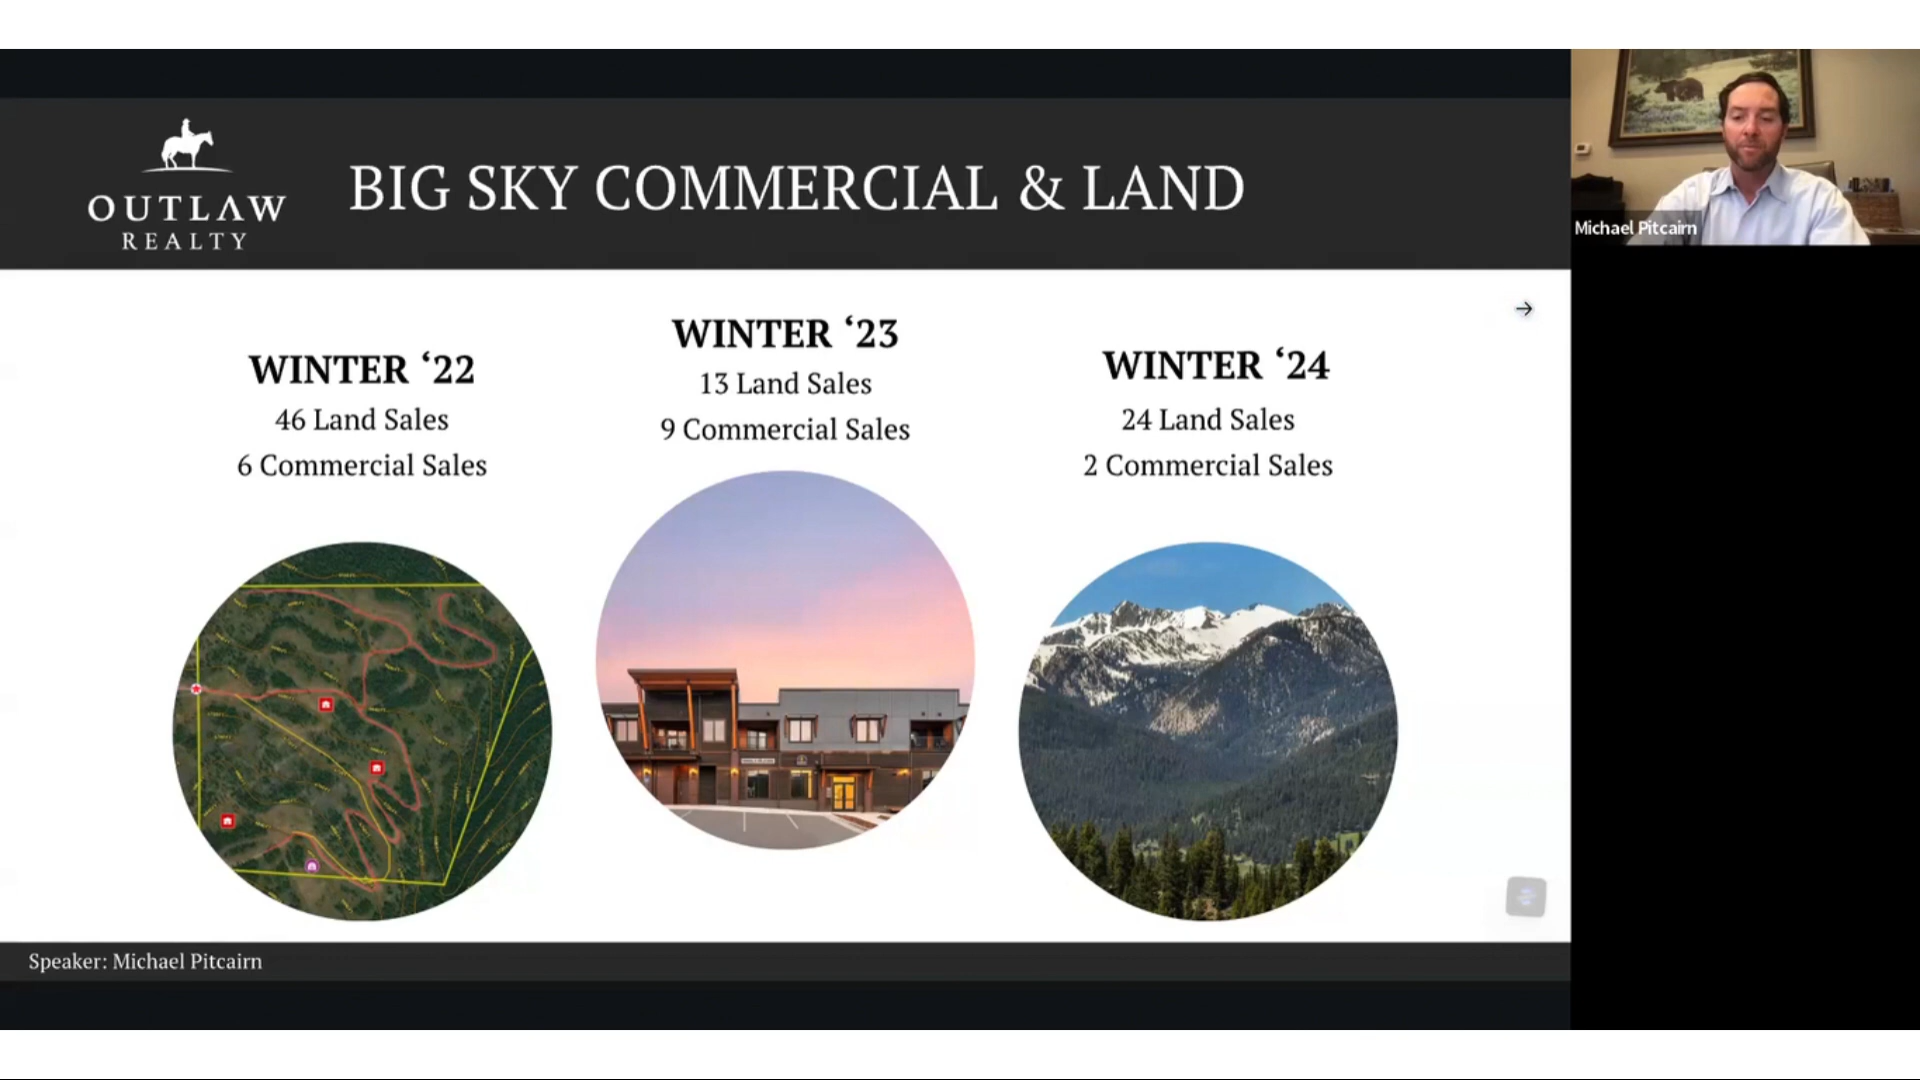 OUTLAW
REALTY
BIG SKY COMMERCIAL & LAND
Michael Pitcairn
WINTER ‘22
46 Land Sales
6 Commercial Sales
WINTER ‘23
13 Land Sales
9 Commercial Sales
WINTER ‘24
24 Land Sales
2 Commercial Sales
Speaker: Michael Pitcairn